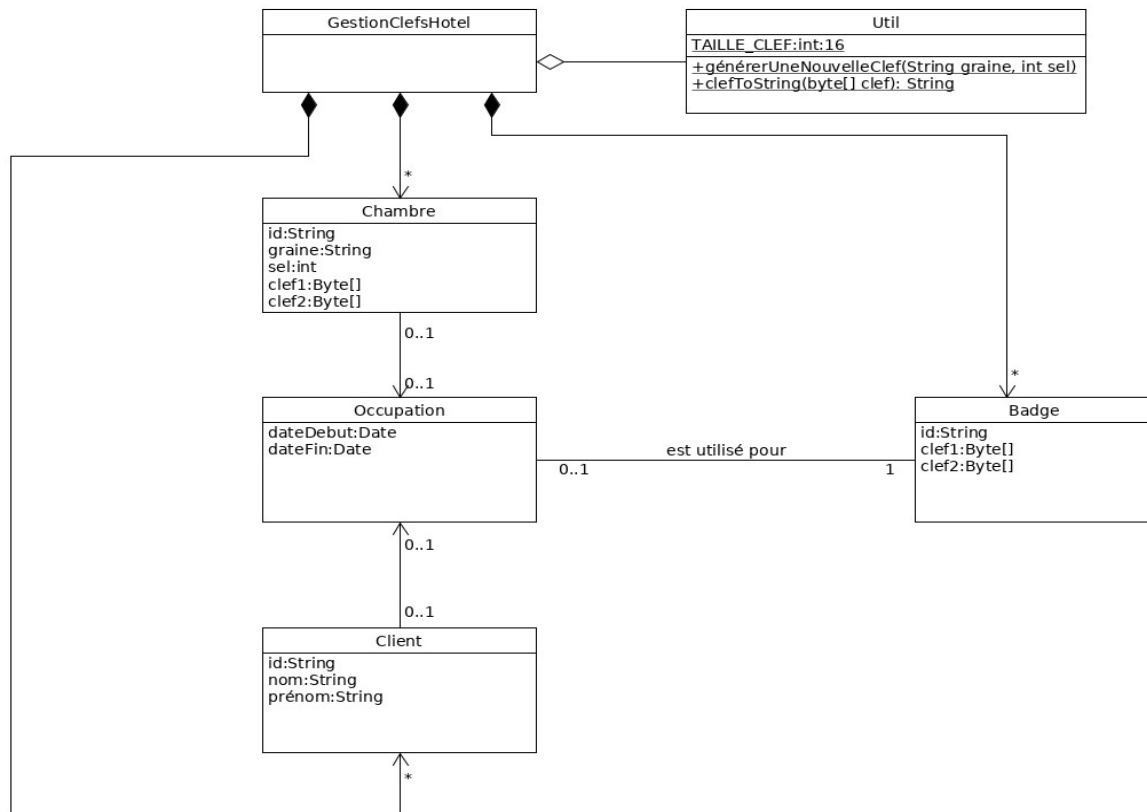 GestionClefsHotel
Util
TAILLE_CLEF:int:16
+générerUneNouvelleClef(String graine, int sel)
+clefToString(byte[] clef): String
*
Chambre
id:String
graine:String
sel:int
clef1:Byte[]
clef2:Byte[]
0..1
0..1
*
Occupation
dateDebut:Date
dateFin:Date
est utilisé pour
0..1
1
Badge
id:String
clef1:Byte[]
clef2:Byte[]
0..1
0..1
Client
id:String
nom:String
prénom:String
*